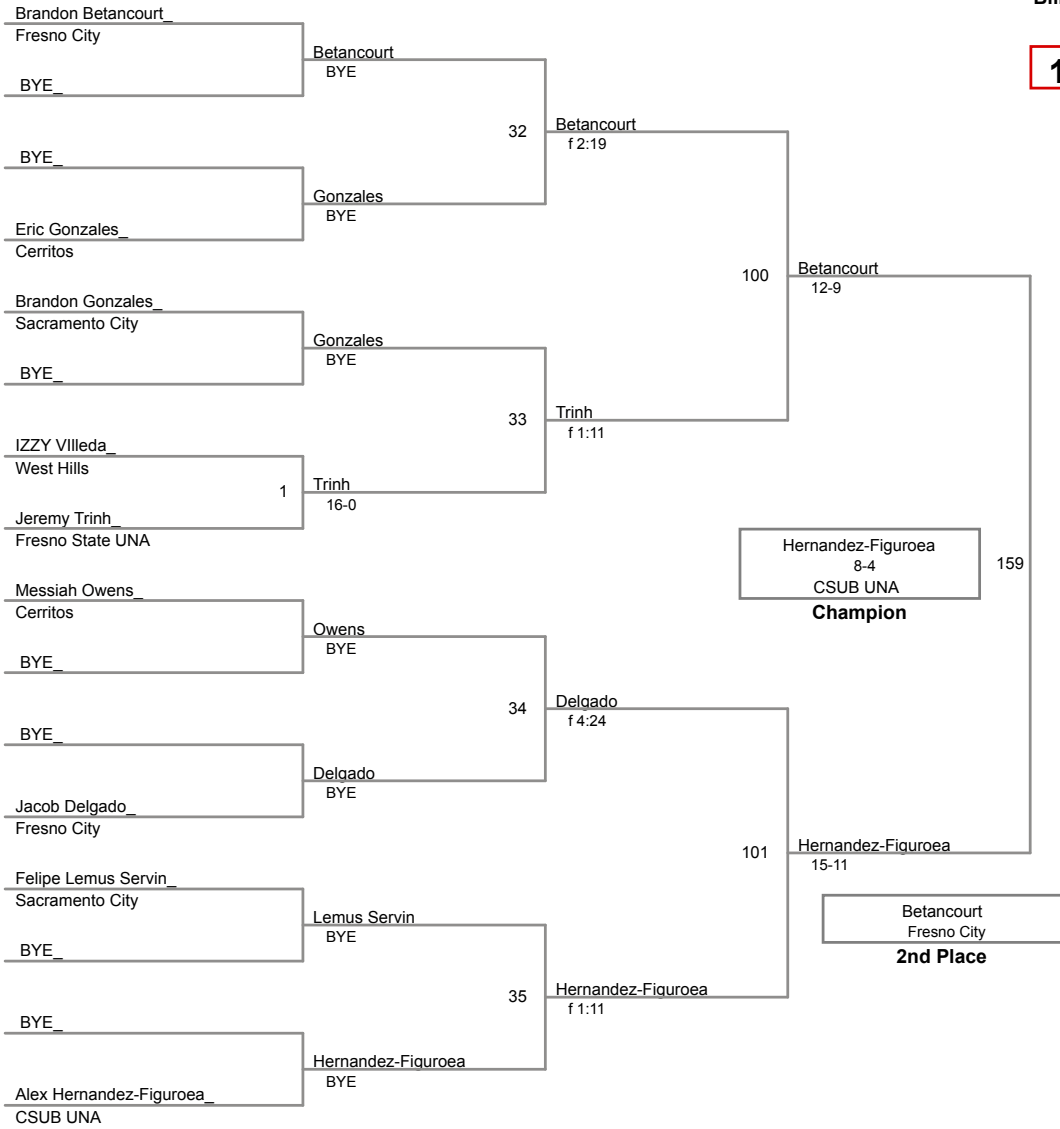 Brandon Betancourt_
Fresno City
BYE_
BYE_
Eric Gonzales_
Cerritos
Brandon Gonzales_
Sacramento City
BYE_
IZZY VIlleda_
West Hills
1
Jeremy Trinh_
Fresno State UNA
Messiah Owens_
Cerritos
BYE_
BYE_
Jacob Delgado_
Fresno City
Felipe Lemus Servin_
Sacramento City
BYE_
BYE_
Alex Hernandez-Figuroea_
CSUB UNA
Betancourt
BYE
32
Gonzales
BYE
Gonzales
BYE
33
Trinh
16-0
Owens
BYE
34
Delgado
BYE
Lemus Servin
BYE
35
Hernandez-Figuroea
BYE
Betancourt
f 2:19
100
Trinh
f 1:11
Delgado
f 4:24
101
Hernandez-Figuroea
f 1:11
Betancourt
12-9
159
Hernandez-Figuroea
15-11
Hernandez-Figuroea
8-4
CSUB UNA
Champion
Betancourt
Fresno City
2nd Place
1